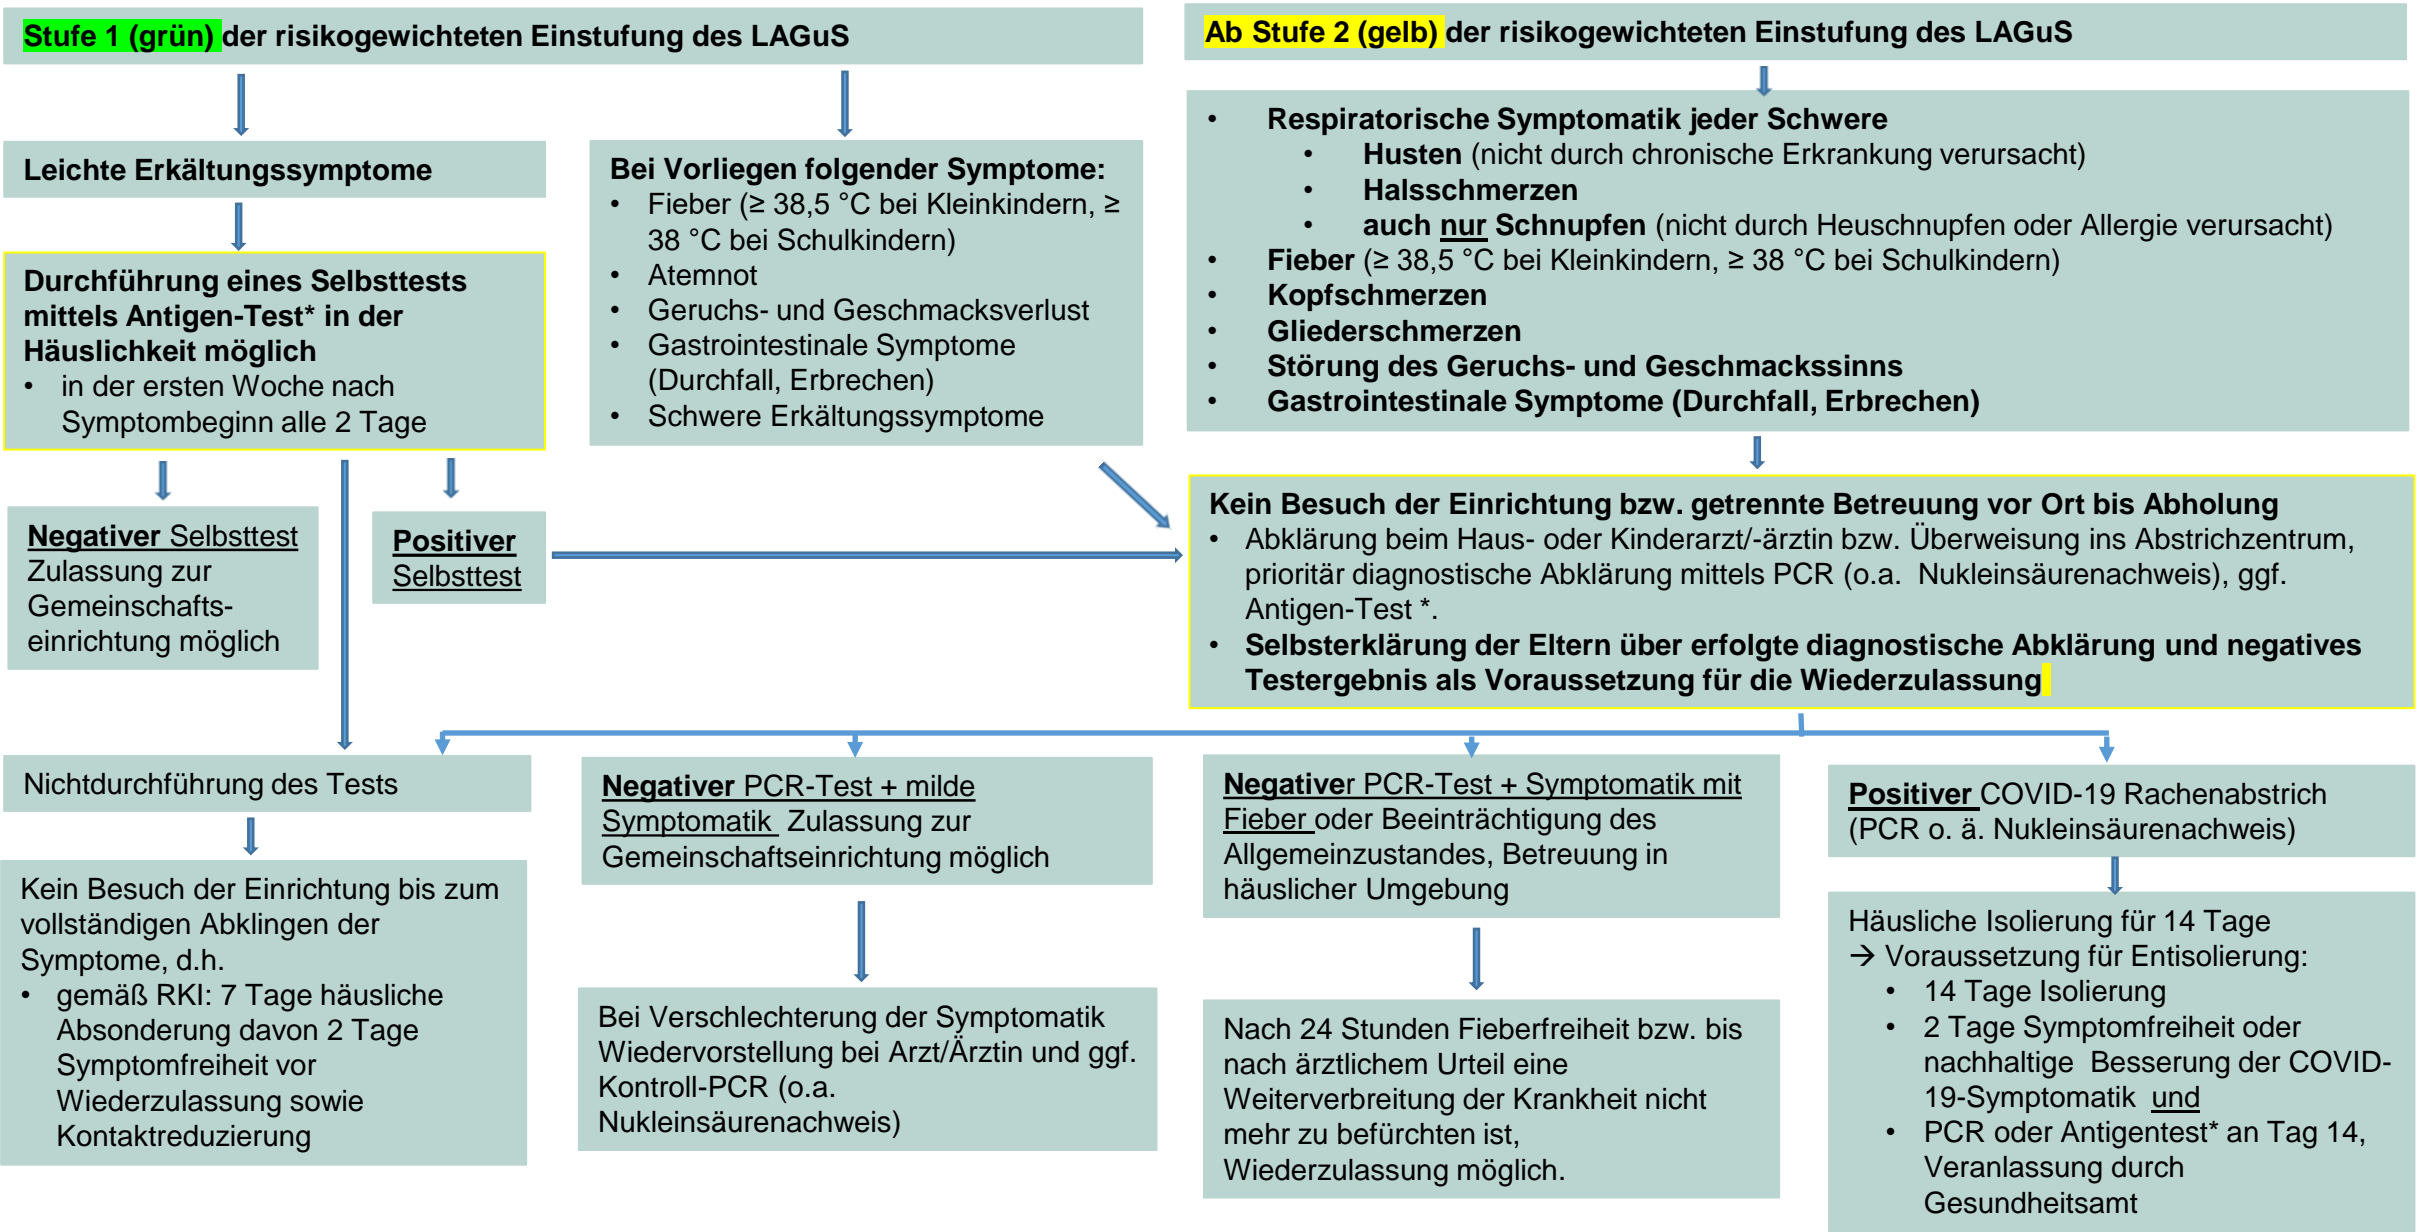 Stufe 1 (grün) der risikogewichteten Einstufung des LAGuS
Ab Stufe 2 (gelb) der risikogewichteten Einstufung des LAGuS
Leichte Erkältungssymptome
Durchführung eines Selbsttests
mittels Antigen-Test* in der
Häuslichkeit möglich
• in der ersten Woche nach
Symptombeginn alle 2 Tage
Bei Vorliegen folgender Symptome:
• Fieber (≥ 38,5 °C bei Kleinkindern, ≥
38 °C bei Schulkindern)
• Atemnot
• Geruchs- und Geschmacksverlust
• Gastrointestinale Symptome
(Durchfall, Erbrechen)
• Schwere Erkältungssymptome
• Respiratorische Symptomatik jeder Schwere
• Husten (nicht durch chronische Erkrankung verursacht)
• Halsschmerzen
• auch nur Schnupfen (nicht durch Heuschnupfen oder Allergie verursacht)
• Fieber (≥ 38,5 °C bei Kleinkindern, ≥ 38 °C bei Schulkindern)
• Kopfschmerzen
• Gliederschmerzen
• Störung des Geruchs- und Geschmackssinns
• Gastrointestinale Symptome (Durchfall, Erbrechen)
Negativer Selbsttest
Zulassung zur
Gemeinschafts-
einrichtung möglich
Positiver
Selbsttest
Kein Besuch der Einrichtung bzw. getrennte Betreuung vor Ort bis Abholung
• Abklärung beim Haus- oder Kinderarzt/-ärztin bzw. Überweisung ins Abstrichzentrum,
prioritär diagnostische Abklärung mittels PCR (o.a. Nukleinsäurenachweis), ggf.
Antigen-Test *.
• Selbsterklärung der Eltern über erfolgte diagnostische Abklärung und negatives
Testergebnis als Voraussetzung für die Wiederzulassung
Nichtdurchführung des Tests
Kein Besuch der Einrichtung bis zum
vollständigen Abklingen der
Symptome, d.h.
• gemäß RKI: 7 Tage häusliche
Absonderung davon 2 Tage
Symptomfreiheit vor
Wiederzulassung sowie
Kontaktreduzierung
Negativer PCR-Test + milde
Symptomatik Zulassung zur
Gemeinschaftseinrichtung möglich
Bei Verschlechterung der Symptomatik
Wiedervorstellung bei Arzt/Ärztin und ggf.
Kontroll-PCR (o.a.
Nukleinsäurenachweis)
Negativer PCR-Test + Symptomatik mit
Fieber oder Beeinträchtigung des
Allgemeinzustandes, Betreuung in
häuslicher Umgebung
Nach 24 Stunden Fieberfreiheit bzw. bis
nach ärztlichem Urteil eine
Weiterverbreitung der Krankheit nicht
mehr zu befürchten ist,
Wiederzulassung möglich.
Positiver COVID-19 Rachenabstrich
(PCR o. ä. Nukleinsäurenachweis)
Häusliche Isolierung für 14 Tage
→ Voraussetzung für Entisolierung:
• 14 Tage Isolierung
• 2 Tage Symptomfreiheit oder
nachhaltige Besserung der COVID-
19-Symptomatik und
• PCR oder Antigentest* an Tag 14,
Veranlassung durch
Gesundheitsamt